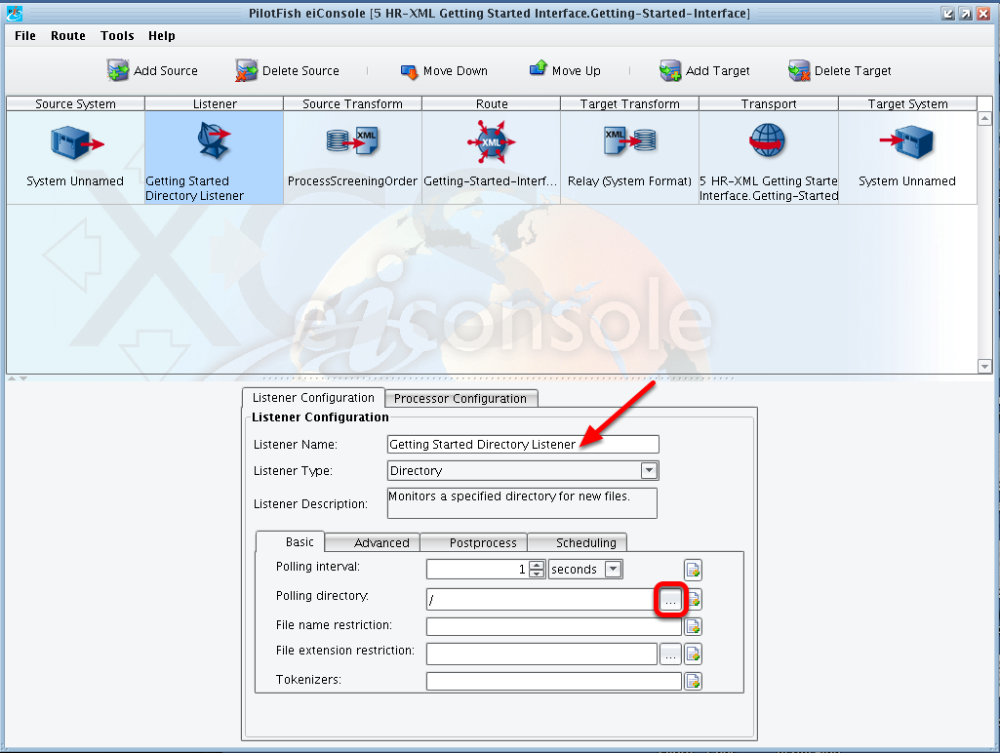 PilotFish eiConsole [5 HR-XML Getting Started Interface.Getting-Started-Interface]
File Route Tools Help
Add Source Delete Source Move Down Move Up Add Target Delete Target
Source System Listener Source Transform Route Target Transform Transport Target System
XML XML XML
System Unnamed Getting Started ProcessScreeningOrder Getting-Started-Interf... Relay (System Format) 5 HR-XML Getting Starte System Unnamed
Directory Listener Interface.Getting-Started
XCS
eiconsole
Listener Configuration Processor Configuration
Listener Configuration
Listener Name: Getting Started Directory Listener
Listener Type: Directory
Listener Description: Monitors a specified directory for new files.
Basic Advanced Postprocess Scheduling
Polling interval: 1 seconds
Polling directory: / ...
File name restriction:
File extension restriction: ...
Tokenizers: